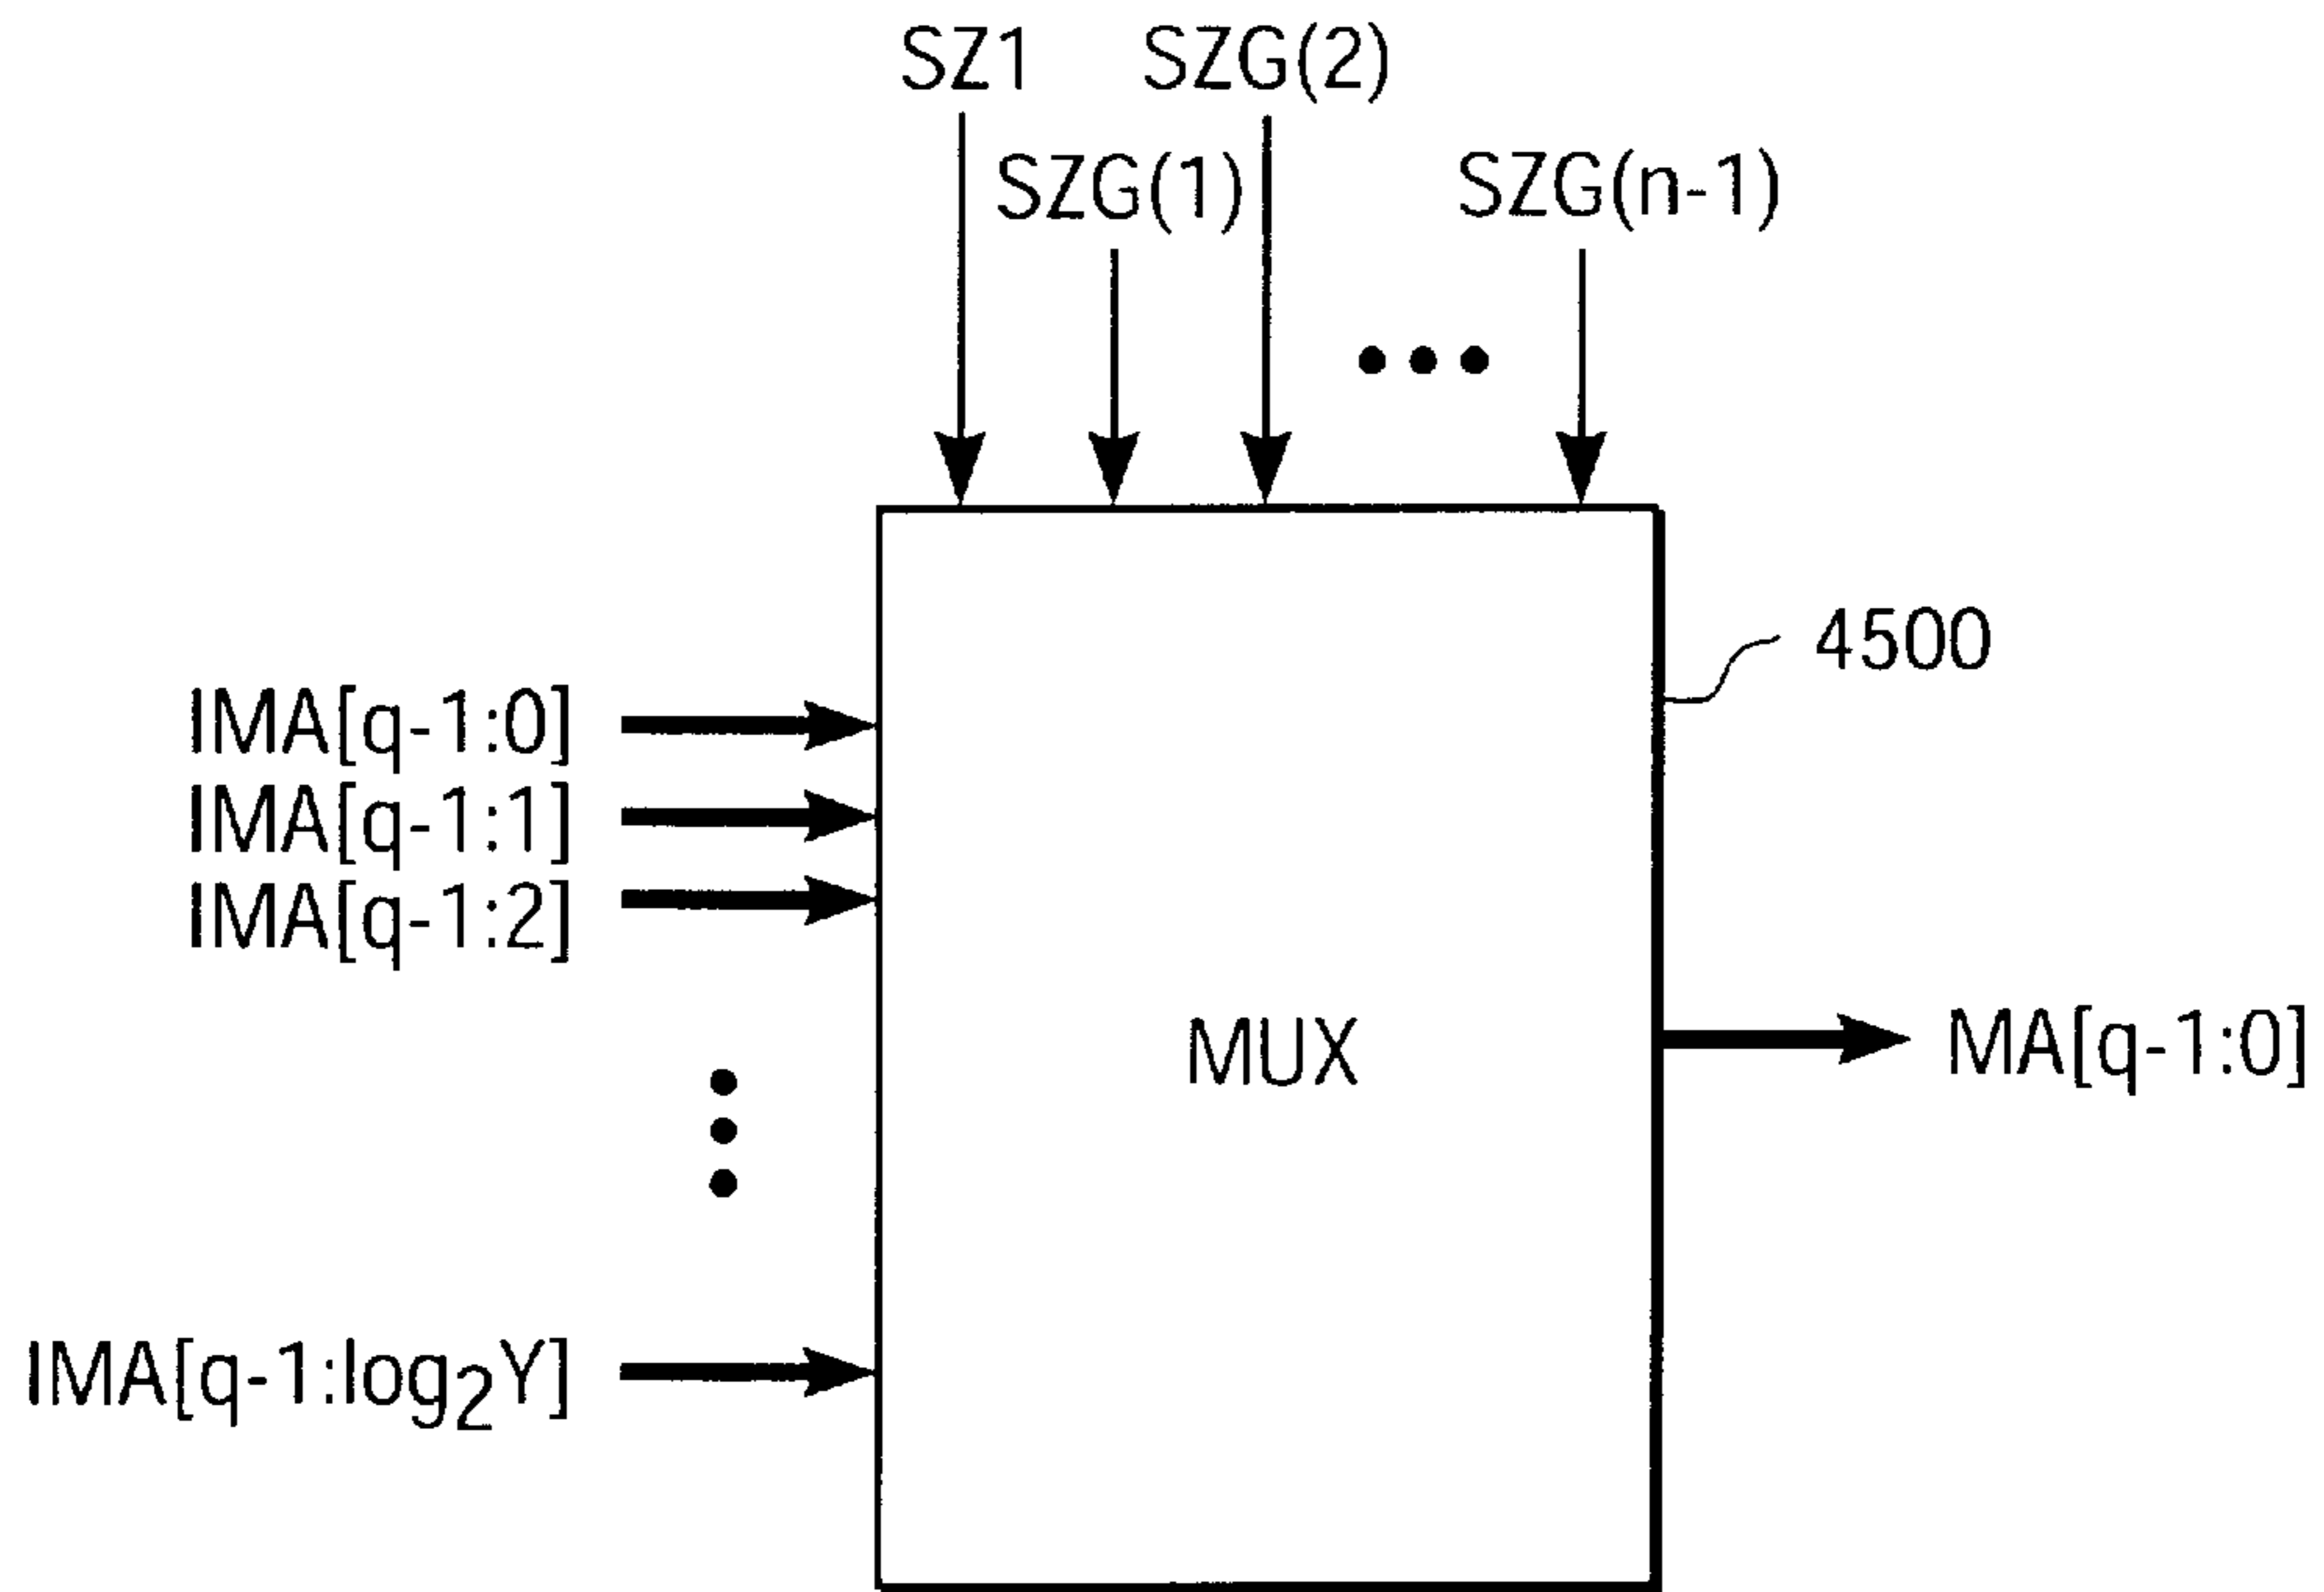 SZ1 SZG(2)
SZG(1) SZG(n-1)
4500
IMA[q-1:0]
IMA[q-1:1]
IMA[q-1:2]
MUX
MA[q-1:0]
IMA[q-1:log2Y]